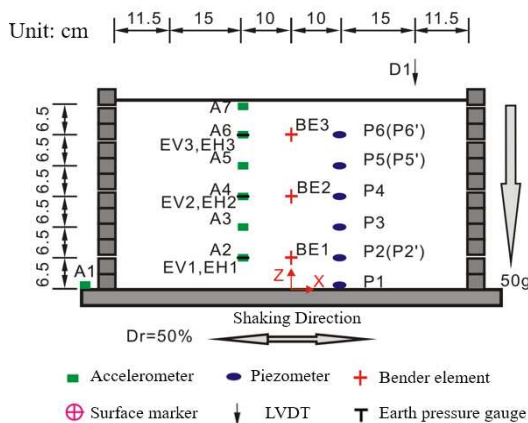 Unit: cm
11.5 15 10 10 15 11.5
D1
A7
A6 BE3 P6(P6')
EV3,EH3
A5 P5(P5')
A4 BE2 P4
EV2,EH2
A3 P3
A2 BE1 P2(P2')
EV1,EH1
A1 Z X P1 50g
6.5 6.5 6.5 6.5 6.5 6.5
Shaking Direction
Dr=50%
Accelerometer Piezometer Bender element
Surface marker LVDT Earth pressure gauge